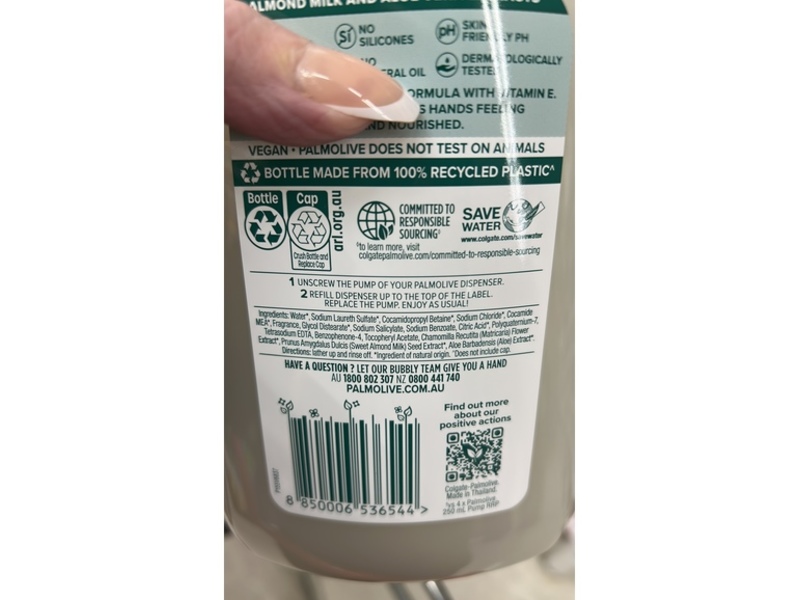 ALMOND MILK AND ALOE
Si NO SILICONES
pH SKIN FRIENDLY PH
DERMATOLOGICALLY TESTED
ERAL OIL
ORMULA WITH VITAMIN E.
S HANDS FEELING
ND NOURISHED.
VEGAN • PALMOLIVE DOES NOT TEST ON ANIMALS
BOTTLE MADE FROM 100% RECYCLED PLASTIC^
Bottle
Cap
Crush Bottle and
Replace Cap
arl.org.au
COMMITTED TO
RESPONSIBLE
SOURCING◊
SAVE
WATER
www.colgate.com/savewater
◊to learn more, visit
colgatepalmolive.com/committed-to-responsible-sourcing
1 UNSCREW THE PUMP OF YOUR PALMOLIVE DISPENSER.
2 REFILL DISPENSER UP TO THE TOP OF THE LABEL.
REPLACE THE PUMP, ENJOY AS USUAL!
Ingredients: Water*, Sodium Laureth Sulfate*, Cocamidopropyl Betaine*, Sodium Chloride*, Cocamide
MEA*, Fragrance, Glycol Distearate*, Sodium Salicylate, Sodium Benzoate, Citric Acid*, Polyquaternium-7,
Tetrasodium EDTA, Benzophenone-4, Tocopheryl Acetate, Chamomilla Recutita (Matricaria) Flower
Extract*, Prunus Amygdalus Dulcis (Sweet Almond Milk) Seed Extract*, Aloe Barbadensis (Aloe) Extract*.
Directions: lather up and rinse off. *Ingredient of natural origin. ^Does not include cap.
HAVE A QUESTION? LET OUR BUBBLY TEAM GIVE YOU A HAND
AU 1800 802 307 NZ 0800 441 740
PALMOLIVE.COM.AU
Find out more
about our
positive actions
Colgate-Palmolive.
Made in Thailand.
vs 4 x Palmolive
250 mL Pump RRP
8 850006 536544 >